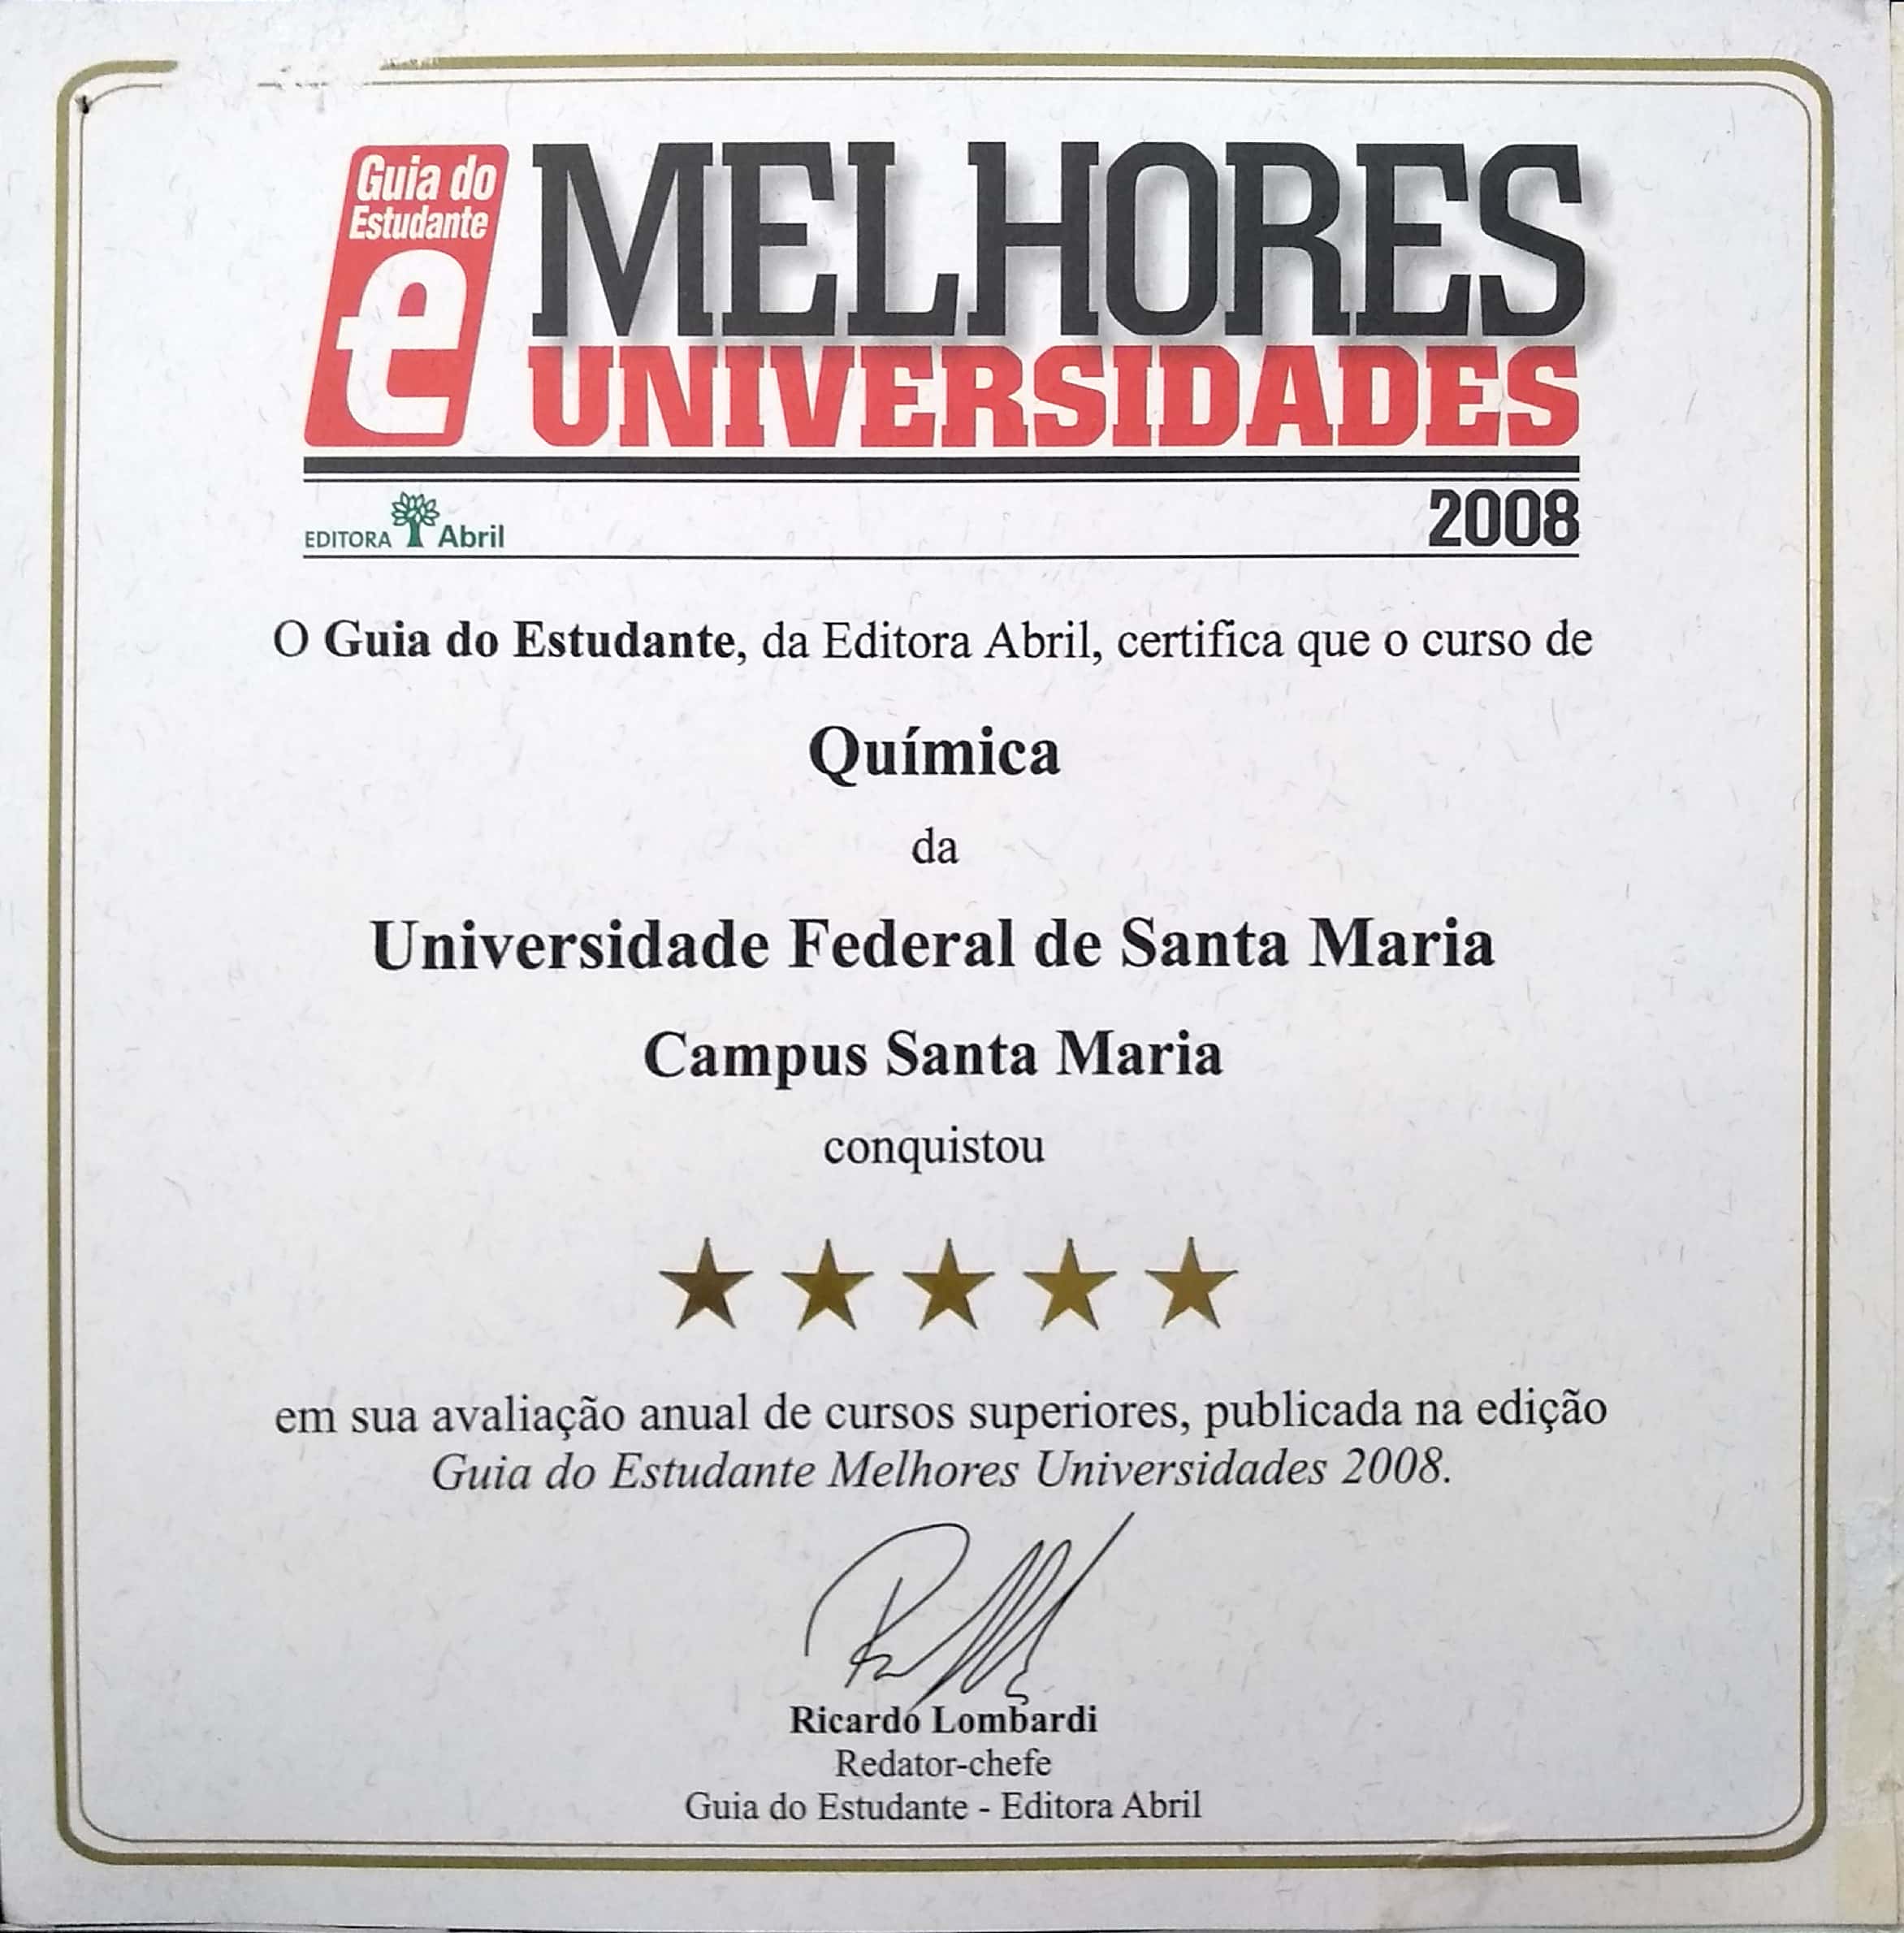 Guia do
Estudante
e
MELHORES
UNIVERSIDADES
EDITORA Abril
2008
O Guia do Estudante, da Editora Abril, certifica que o curso de
Química
da
Universidade Federal de Santa Maria
Campus Santa Maria
conquistou
em sua avaliação anual de cursos superiores, publicada na edição
Guia do Estudante Melhores Universidades 2008.
Ricardo Lombardi
Redator-chefe
Guia do Estudante - Editora Abril